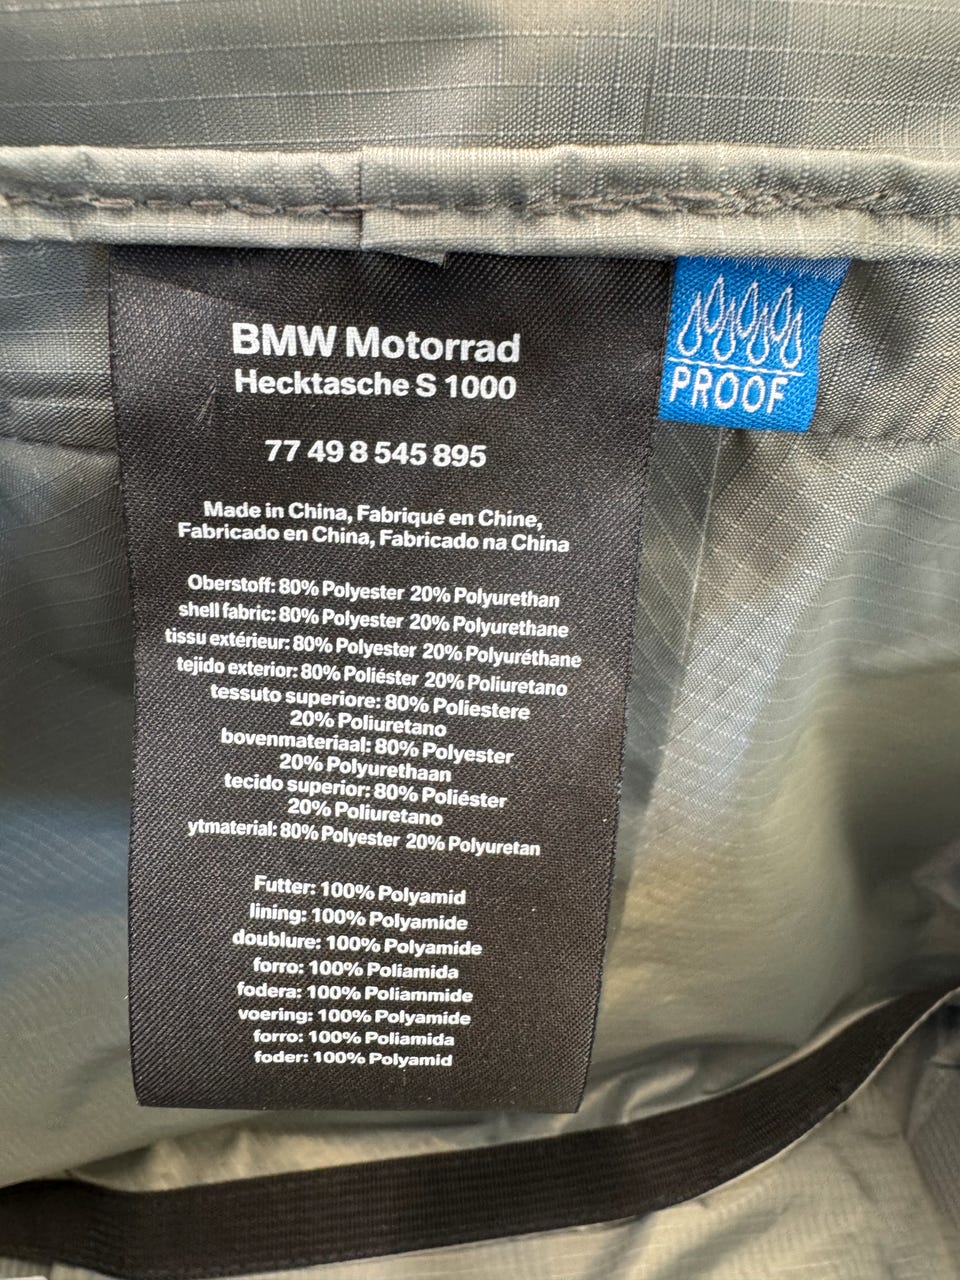 BMW Motorrad
Hecktasche S 1000
77 49 8 545 895
Made in China, Fabriqué en Chine,
Fabricado en China, Fabricado na China
Oberstoff: 80% Polyester 20% Polyurethan
shell fabric: 80% Polyester 20% Polyurethane
tissu extérieur: 80% Polyester 20% Polyuréthane
tejido exterior: 80% Poliéster 20% Poliuretano
tessuto superiore: 80% Poliestere
20% Poliuretano
bovenmateriaal: 80% Polyester
20% Polyurethaan
tecido superior: 80% Poliéster
20% Poliuretano
ytmaterial: 80% Polyester 20% Polyuretan
Futter: 100% Polyamid
lining: 100% Polyamide
doublure: 100% Polyamide
forro: 100% Poliamida
fodera: 100% Poliammide
voering: 100% Polyamide
forro: 100% Poliamida
foder: 100% Polyamid
PROOF